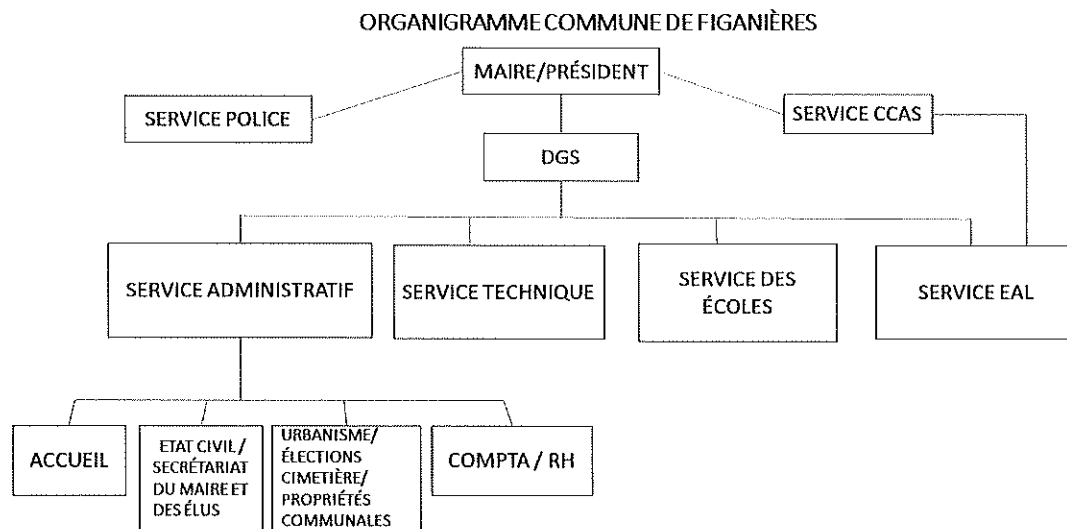 ORGANIGRAMME COMMUNE DE FIGANIÈRES
MAIRE/PRÉSIDENT
SERVICE POLICE
SERVICE CCAS
DGS
SERVICE ADMINISTRATIF
SERVICE TECHNIQUE
SERVICE DES
ÉCOLES
SERVICE EAL
ACCUEIL
ETAT CIVIL /
SECRÉTARIAT
DU MAIRE ET
DES ÉLUS
URBANISME/
ÉLECTIONS
CIMETIÈRE/
PROPRIÉTÉS
COMMUNALES
COMPTA / RH